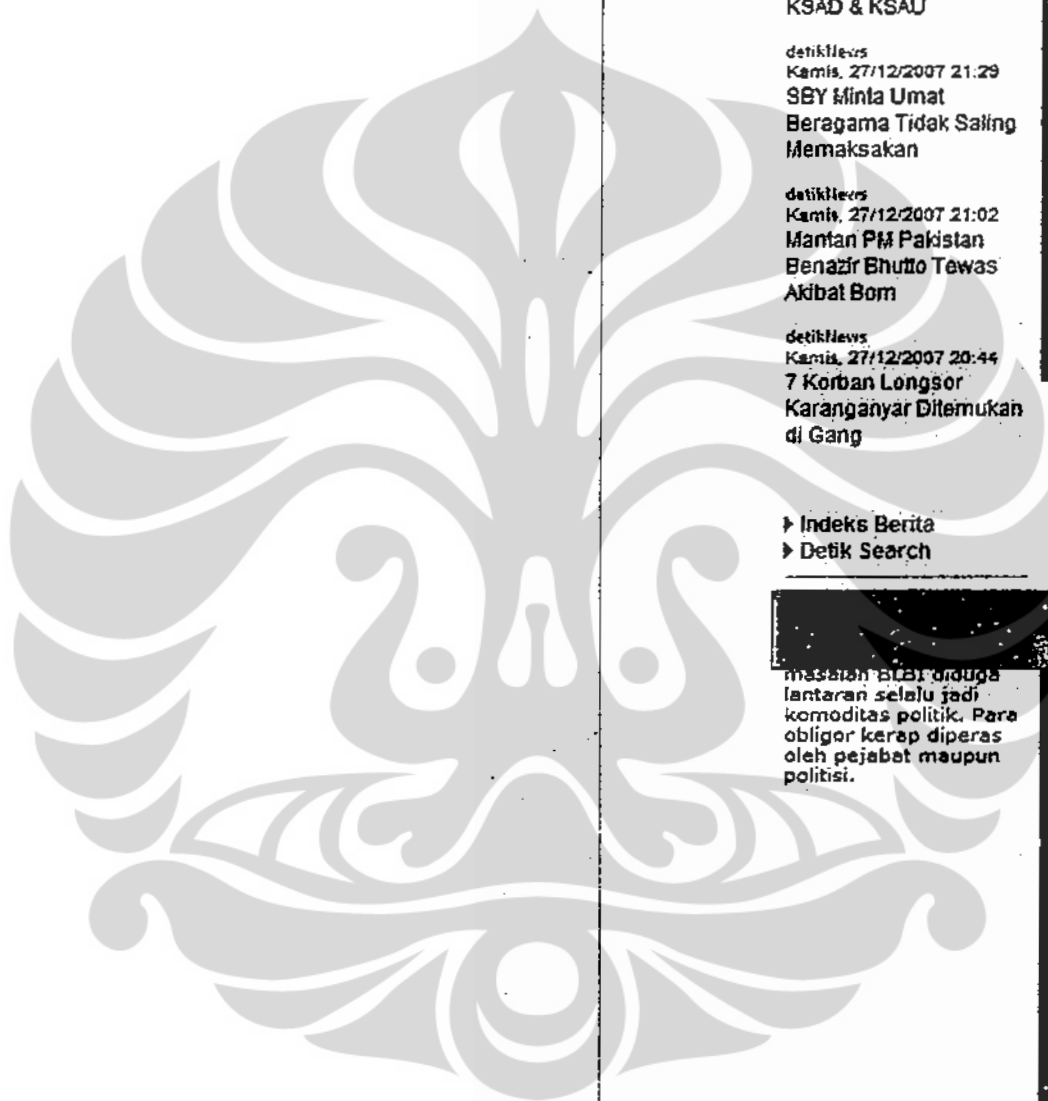 KSAD & KSAU
detikNews
Kamis, 27/12/2007 21:29
SBY Minta Umat
Beragama Tidak Saling
Memaksakan
detikNews
Kamis, 27/12/2007 21:02
Mantan PM Pakistan
Benazir Bhutto Tewas
Akibat Bom
detikNews
Kamis, 27/12/2007 20:44
7 Korban Longsor
Karanganyar Ditemukan
di Gang
Indeks Berita
Detik Search
masalah BLBI diduga
lantaran selalu jadi
komoditas politik. Para
obligor kerap diperas
oleh pejabat maupun
politisi.